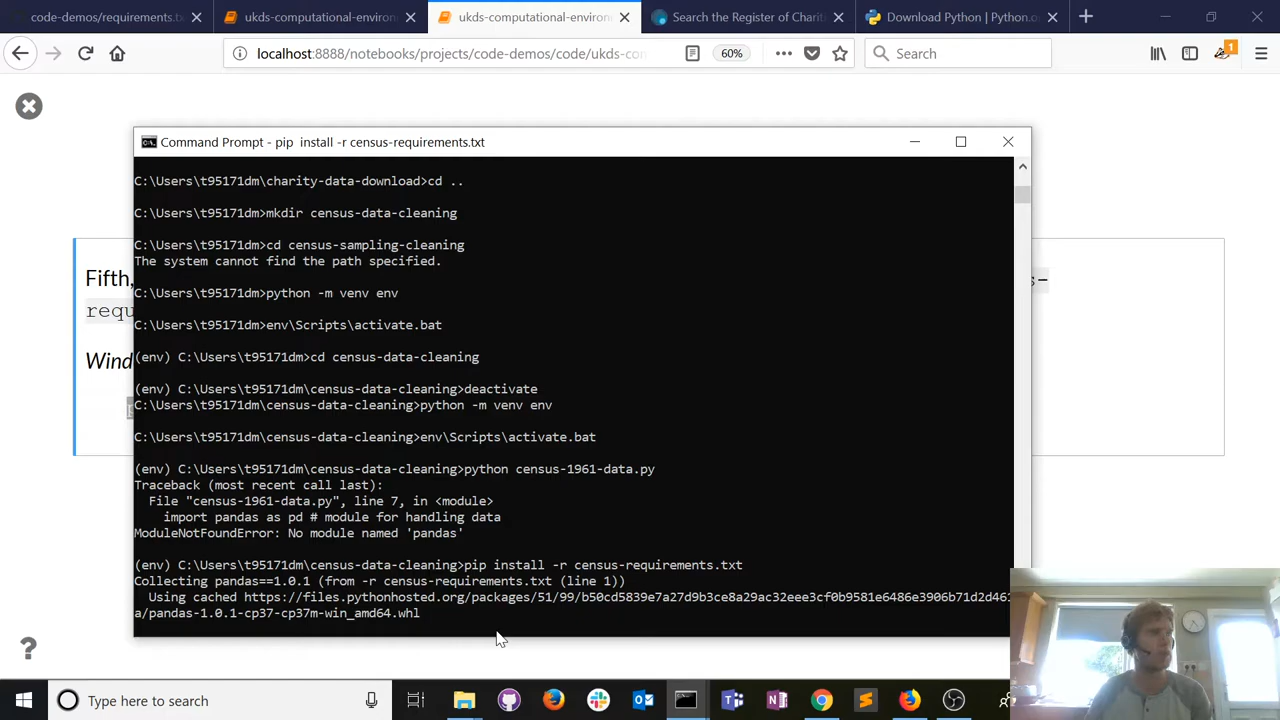 code-demos/requirements.tx
ukds-computational-environ
ukds-computational-environ
Search the Register of Chariti
Download Python | Python.o
localhost:8888/notebooks/projects/code-demos/code/ukds-co
60%
Search
1
Command Prompt - pip  install -r census-requirements.txt
C:\Users\t95171dm\charity-data-download>cd ..
C:\Users\t95171dm>mkdir census-data-cleaning
C:\Users\t95171dm>cd census-sampling-cleaning
The system cannot find the path specified.
C:\Users\t95171dm>python -m venv env
C:\Users\t95171dm>env\Scripts\activate.bat
(env) C:\Users\t95171dm>cd census-data-cleaning
(env) C:\Users\t95171dm\census-data-cleaning>deactivate
C:\Users\t95171dm\census-data-cleaning>python -m venv env
C:\Users\t95171dm\census-data-cleaning>env\Scripts\activate.bat
(env) C:\Users\t95171dm\census-data-cleaning>python census-1961-data.py
Traceback (most recent call last):
File "census-1961-data.py", line 7, in <module>
import pandas as pd # module for handling data
ModuleNotFoundError: No module named 'pandas'
(env) C:\Users\t95171dm\census-data-cleaning>pip install -r census-requirements.txt
Collecting pandas==1.0.1 (from -r census-requirements.txt (line 1))
Using cached https://files.pythonhosted.org/packages/51/99/b50cd5839e7a27d9b3ce8a29ac32eee3cf0b9581e6486e3906b71d2d461
a/pandas-1.0.1-cp37-cp37m-win_amd64.whl
Fifth,
s-
requ
Wind
Type here to search